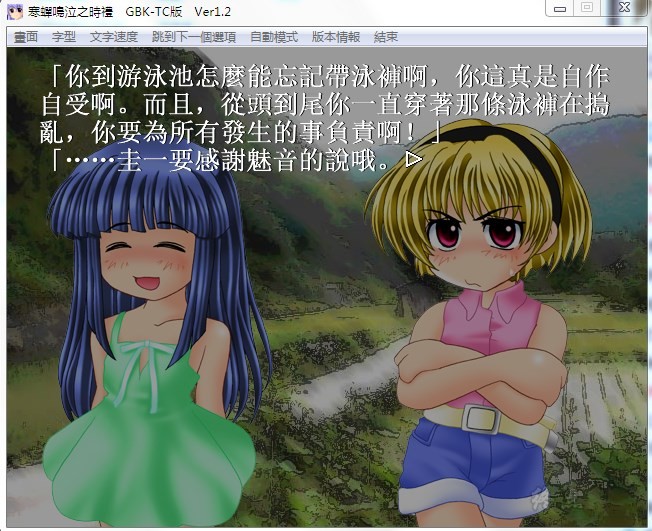 寒蟬鳴泣之時禮 GBK-TC版 Ver1.2
畫面 字型 文字速度 跳到下一個選項 自動模式 版本情報 結束
「你到游泳池怎麼能忘記帶泳褲啊，你這真是自作
自受啊。而且，從頭到尾你一直穿著那條泳褲在搗
亂，你要為所有發生的事負責啊！」
「……圭一要感謝魅音的說哦。